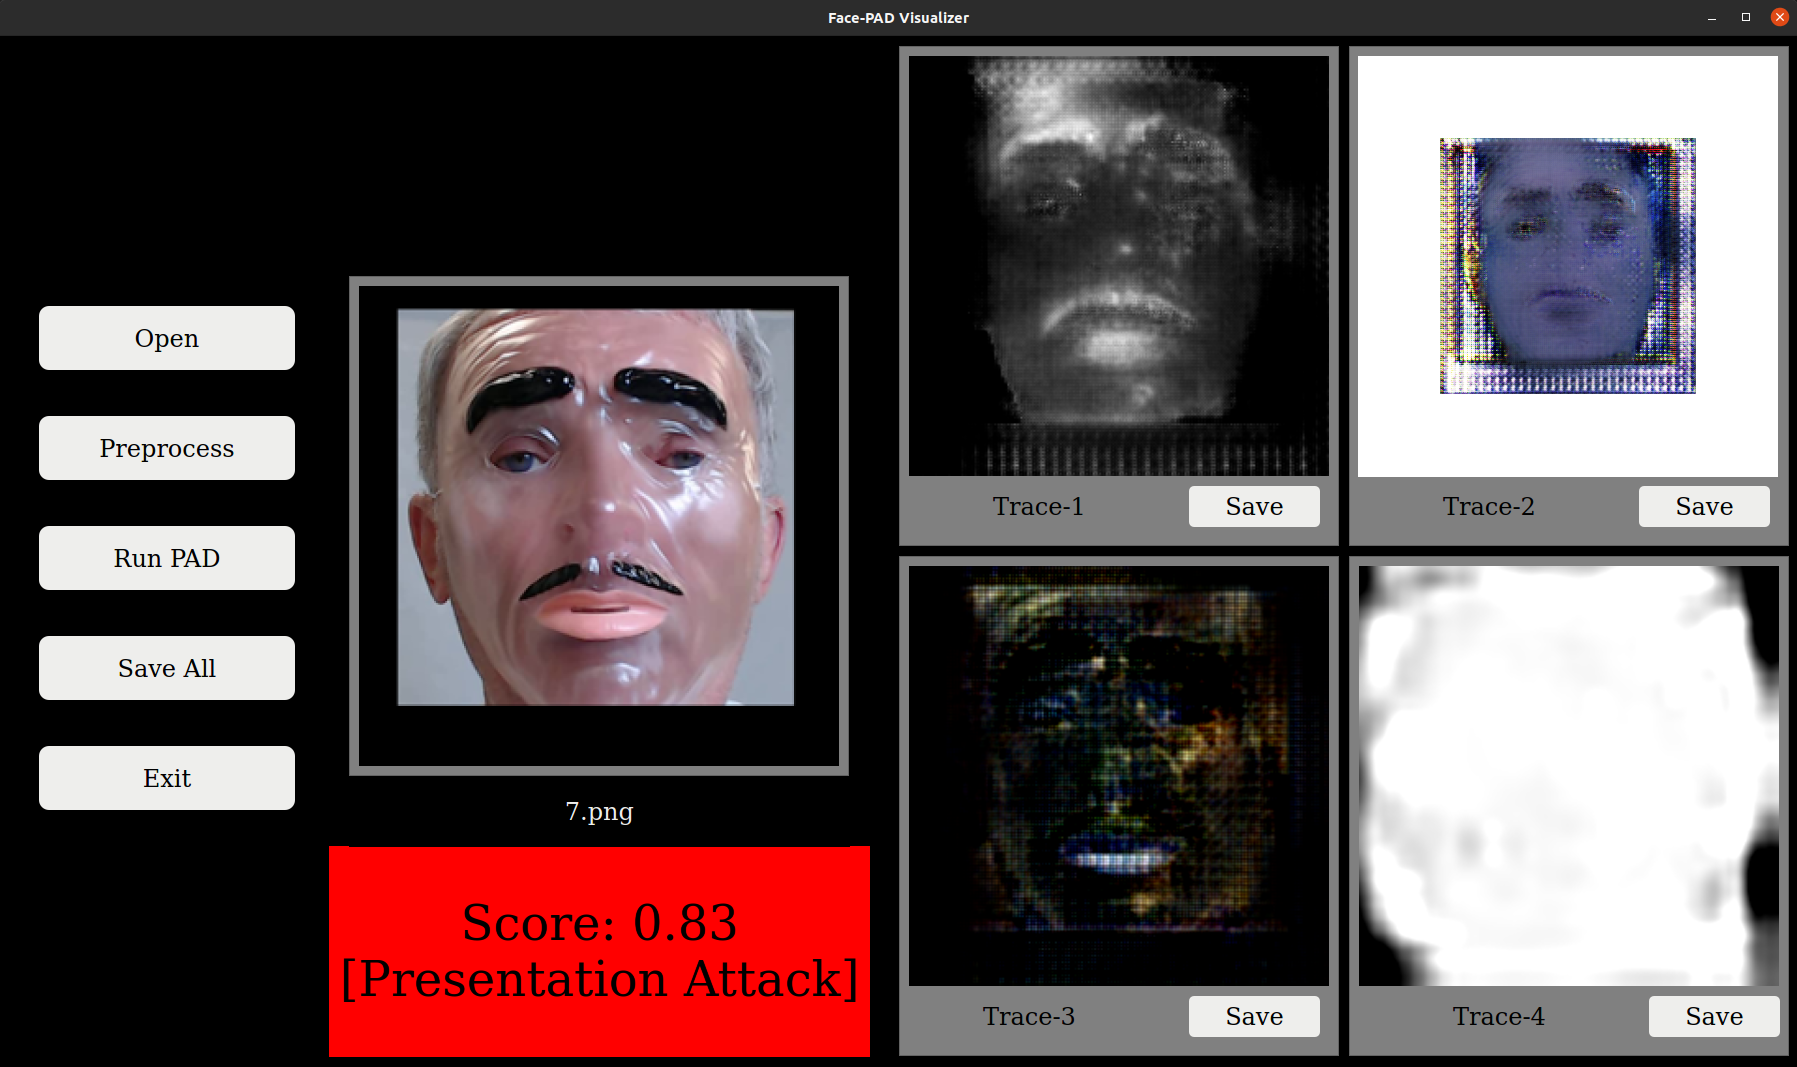 Face-PAD Visualizer
Open
Preprocess
Run PAD
Save All
Exit
7.png
Score: 0.83
[Presentation Attack]
Trace-1
Save
Trace-2
Save
Trace-3
Save
Trace-4
Save